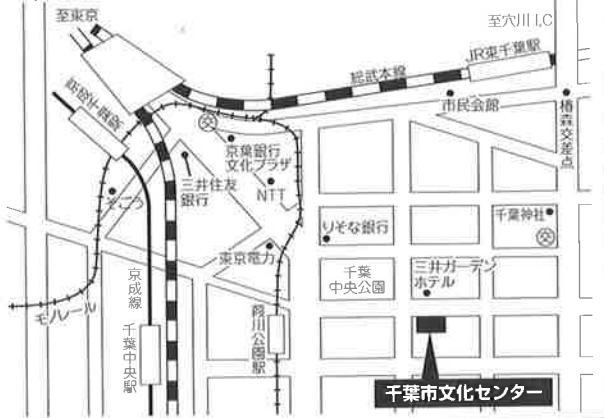 至東京
至穴川I,C
JR東千葉駅
総武本線
京成千葉駅
市民会館
椿森交差点
京葉銀行
文化プラザ
三井住友
銀行
NTT
そごう
りそな銀行
千葉神社
東京電力
千葉
中央公園
三井ガーデン
ホテル
京成線
モノレール
千葉中央駅
葭川公園駅
千葉市文化センター